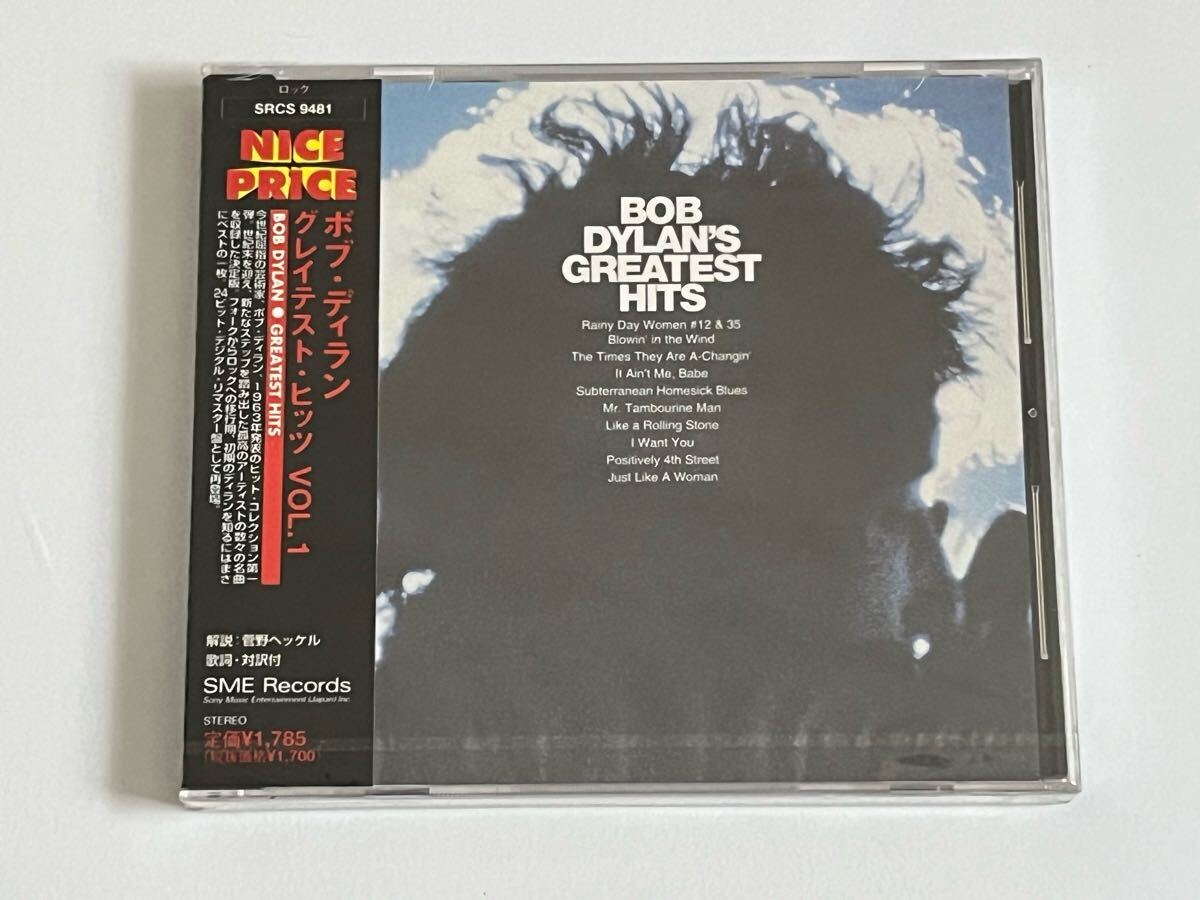 ロック
SRCS 9481
NICE
PRICE
ボブ・ディラン
グレイテスト・ヒッツ VOL.1
BOB DYLAN ● GREATEST HITS
今世紀屈指の芸術家、ボブ・ディラン、1963年発表のヒット・コレクション第一
弾。世紀末を迎え、新たなステップを踏み出した孤高のアーティストの数々の名曲
を収録した決定版。フォークからロックへの移行期、初期のディランを知るにはまさ
にベストの一枚。24ビット・デジタル・リマスター盤として再登場。
解説:菅野ヘッケル
歌詞・対訳付
SME Records
Sony Music Entertainment (Japan) Inc.
STEREO
定価¥1,785
(税抜価格¥1,700)
BOB
DYLAN'S
GREATEST
HITS
Rainy Day Women #12 & 35
Blowin' in the Wind
The Times They Are A-Changin'
It Ain't Me, Babe
Subterranean Homesick Blues
Mr. Tambourine Man
Like a Rolling Stone
I Want You
Positively 4th Street
Just Like A Woman